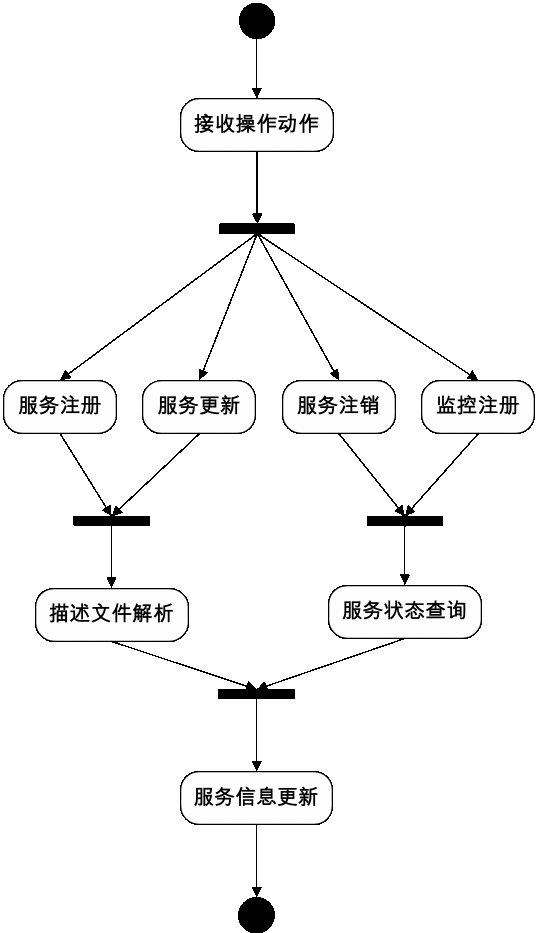 接收操作动作
服务注册
服务更新
服务注销
监控注册
描述文件解析
服务状态查询
服务信息更新